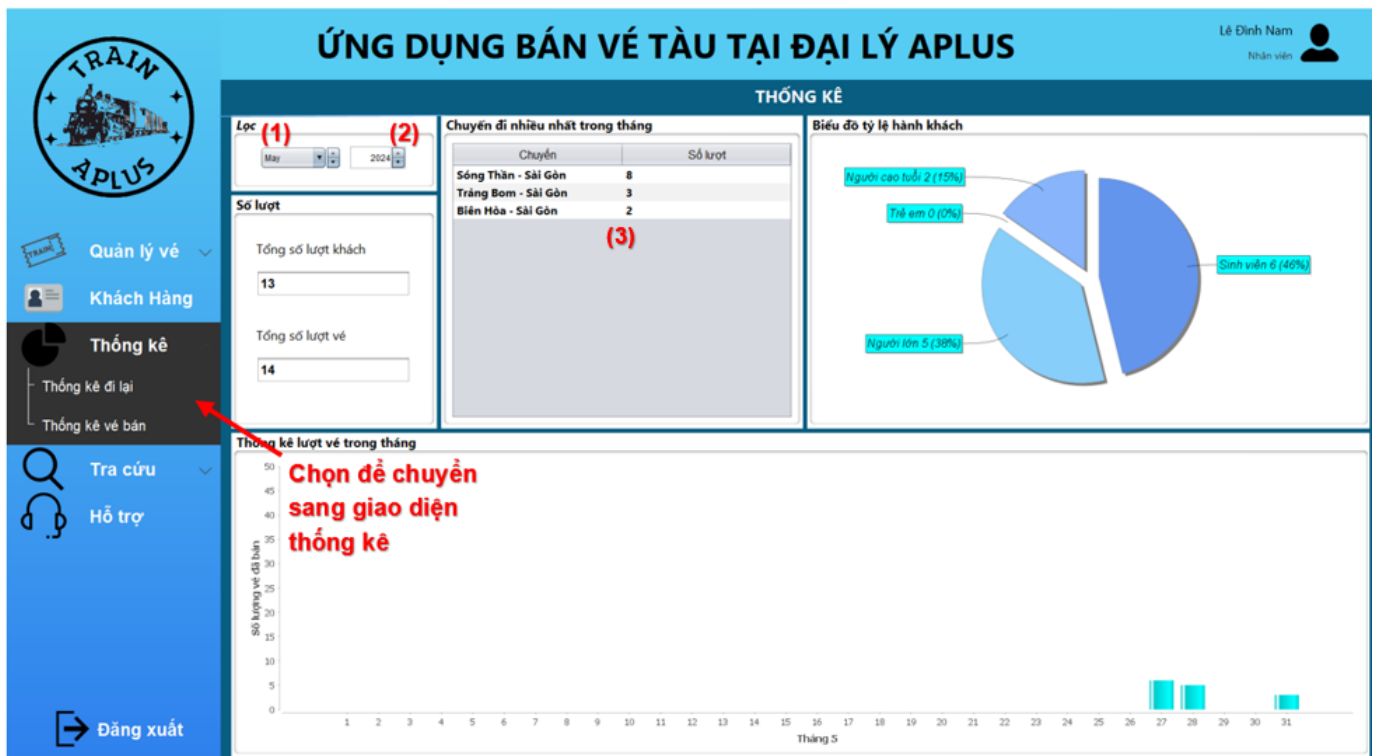 TRAIN
APLUS
ỨNG DỤNG BÁN VÉ TÀU TẠI ĐẠI LÝ APLUS
Lê Đình Nam
Nhân viên
THỐNG KÊ
Quản lý vé
Khách Hàng
Thống kê
Thống kê đi lại
Thống kê vé bán
Tra cứu
Hỗ trợ
Đăng xuất
Lọc
(1)
(2)
May
2024
Số lượt
Tổng số lượt khách
13
Tổng số lượt vé
14
Chuyến đi nhiều nhất trong tháng
Chuyến Số lượt
Sóng Thần - Sài Gòn 8
Trảng Bom - Sài Gòn 3
Biên Hòa - Sài Gòn 2
(3)
Biểu đồ tỷ lệ hành khách
Người cao tuổi 2 (15%)
Trẻ em 0 (0%)
Sinh viên 6 (46%)
Người lớn 5 (38%)
Thống kê lượt vé trong tháng
Chọn để chuyển
sang giao diện
thống kê
Số lượng vé đã bán
50
45
40
35
30
25
20
15
10
5
0
1 2 3 4 5 6 7 8 9 10 11 12 13 14 15 16 17 18 19 20 21 22 23 24 25 26 27 28 29 30 31
Tháng 5